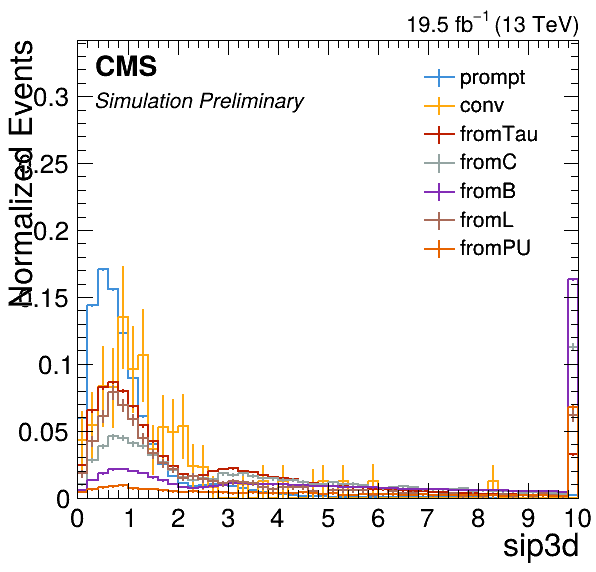 19.5 fb⁻¹ (13 TeV)
CMS
Simulation Preliminary
Normalized Events
0.3
0.25
0.2
0.15
0.1
0.05
0
prompt
conv
fromTau
fromC
fromB
fromL
fromPU
0 1 2 3 4 5 6 7 8 9 10
sip3d